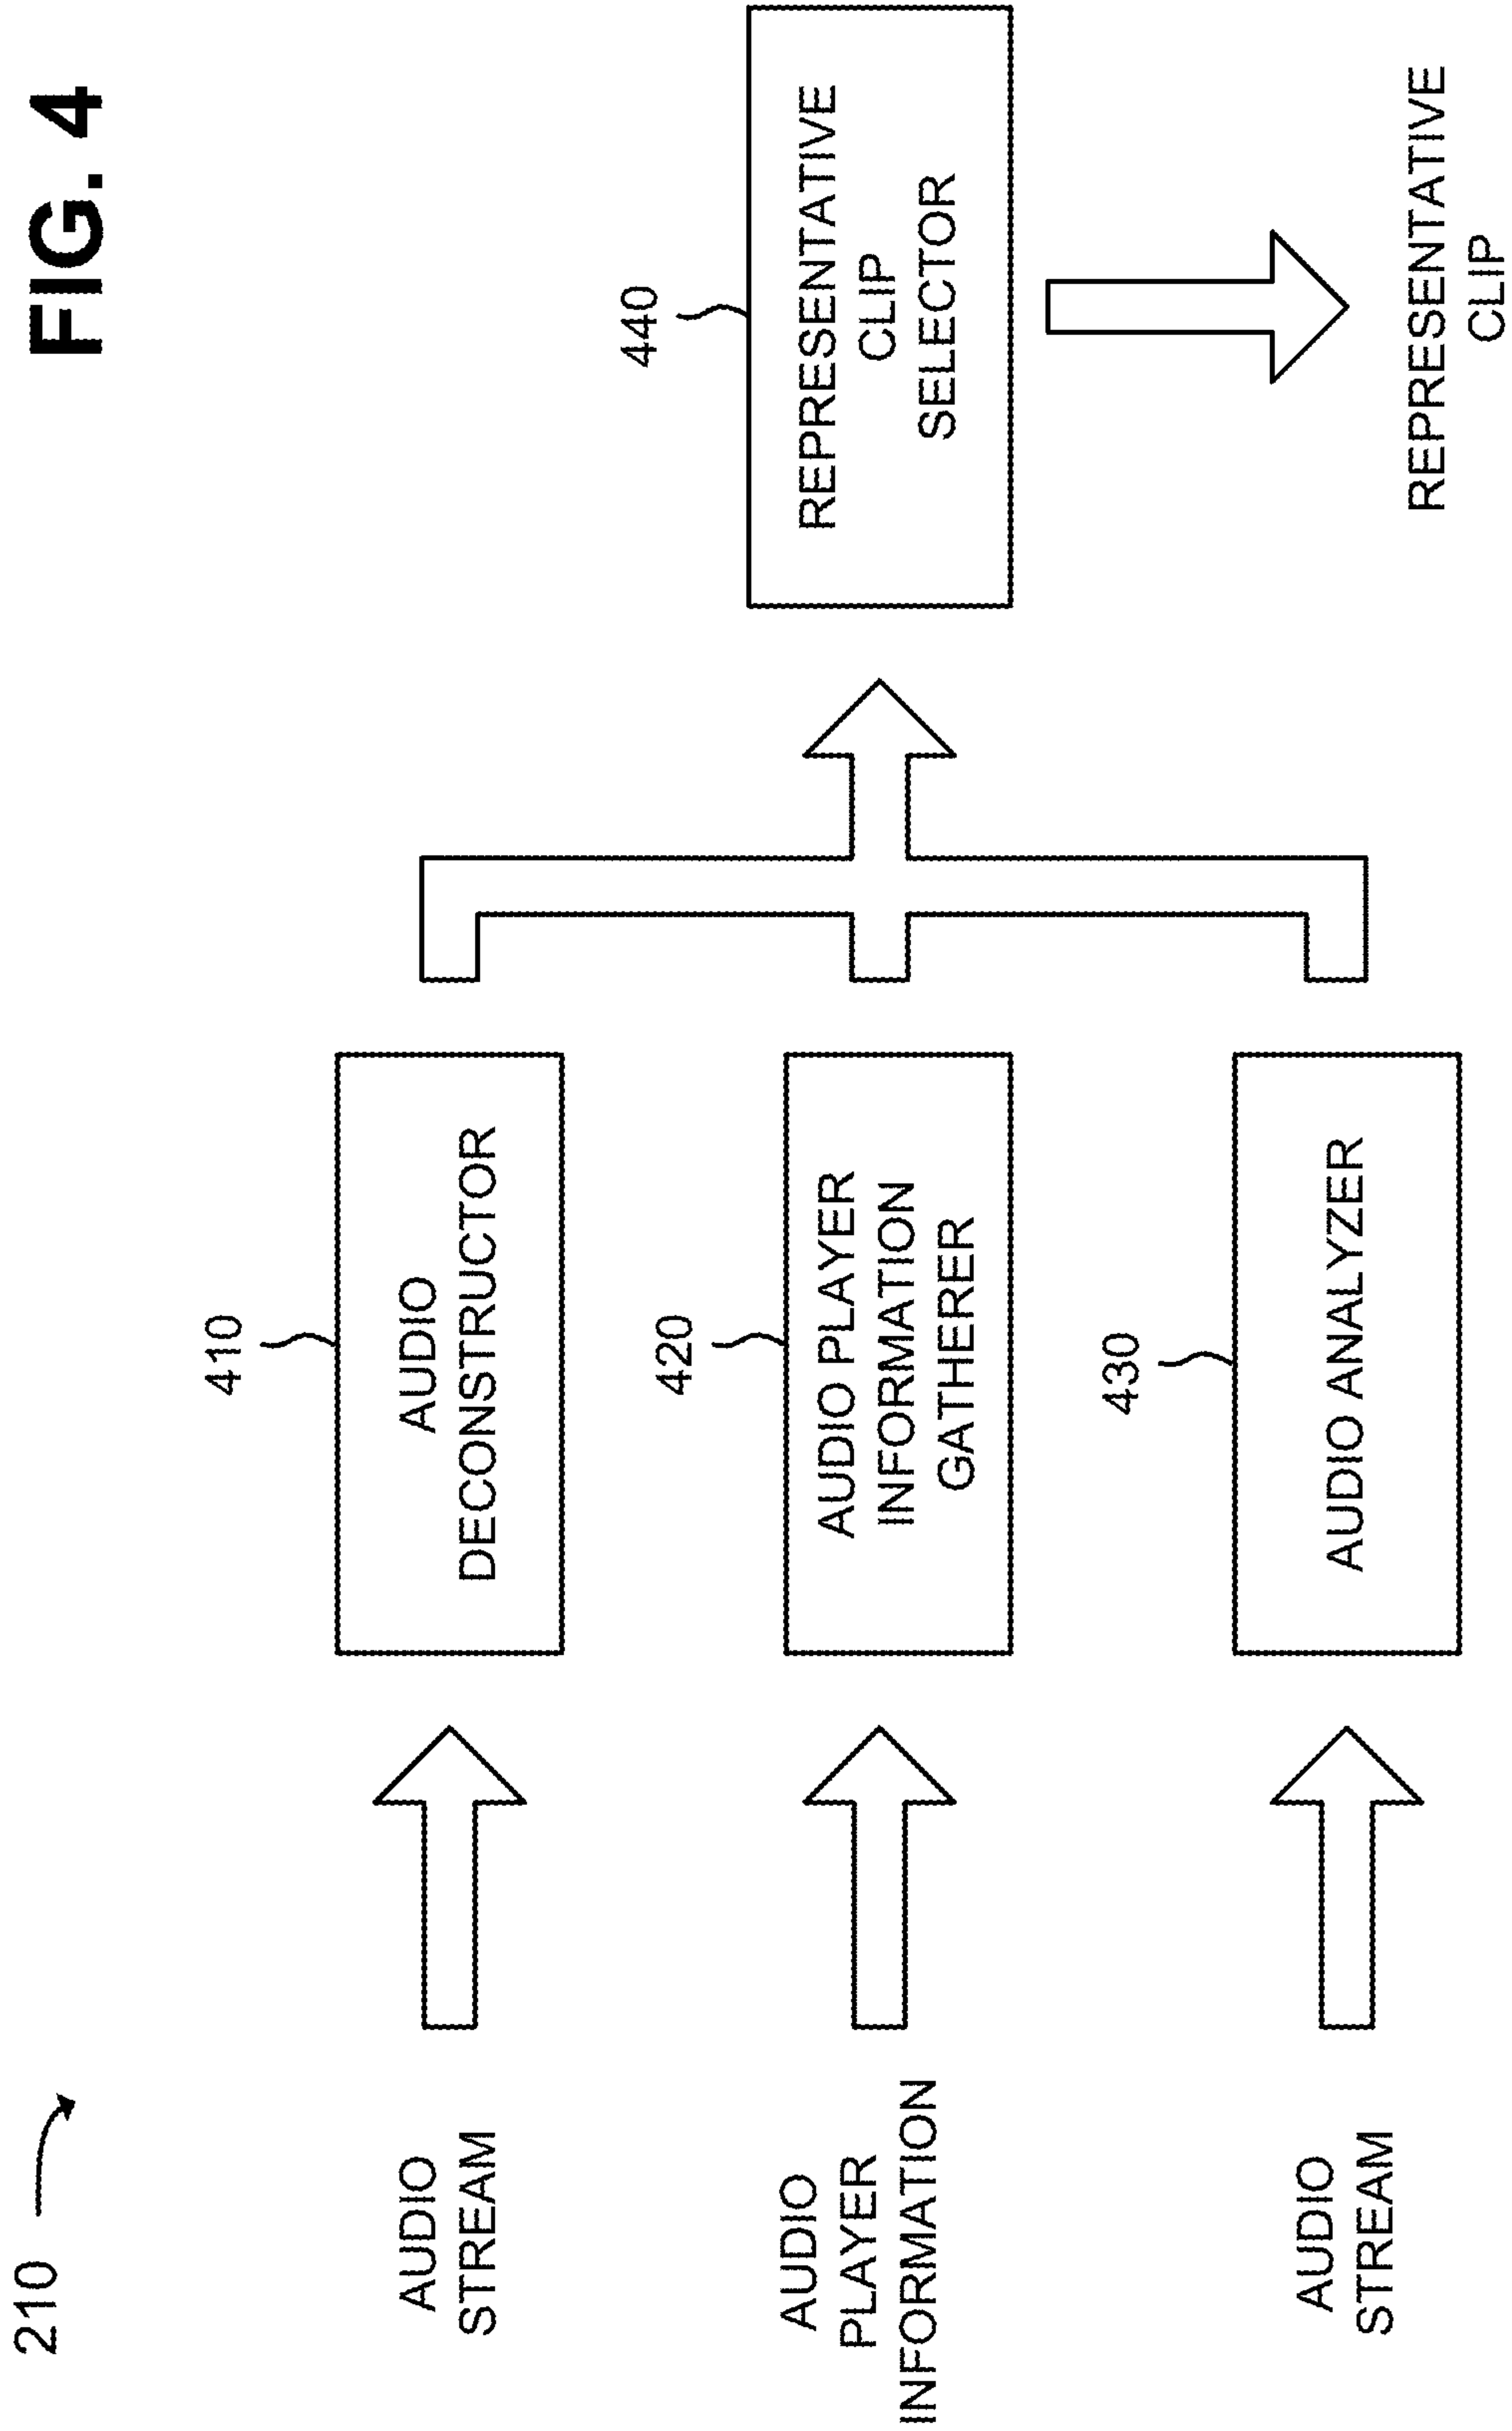 FIG. 4
210
AUDIO
STREAM
410
AUDIO
DECONSTRUCTOR
AUDIO
PLAYER
INFORMATION
420
AUDIO PLAYER
INFORMATION
GATHERER
440
REPRESENTATIVE
CLIP
SELECTOR
AUDIO
STREAM
430
AUDIO ANALYZER
REPRESENTATIVE
CLIP